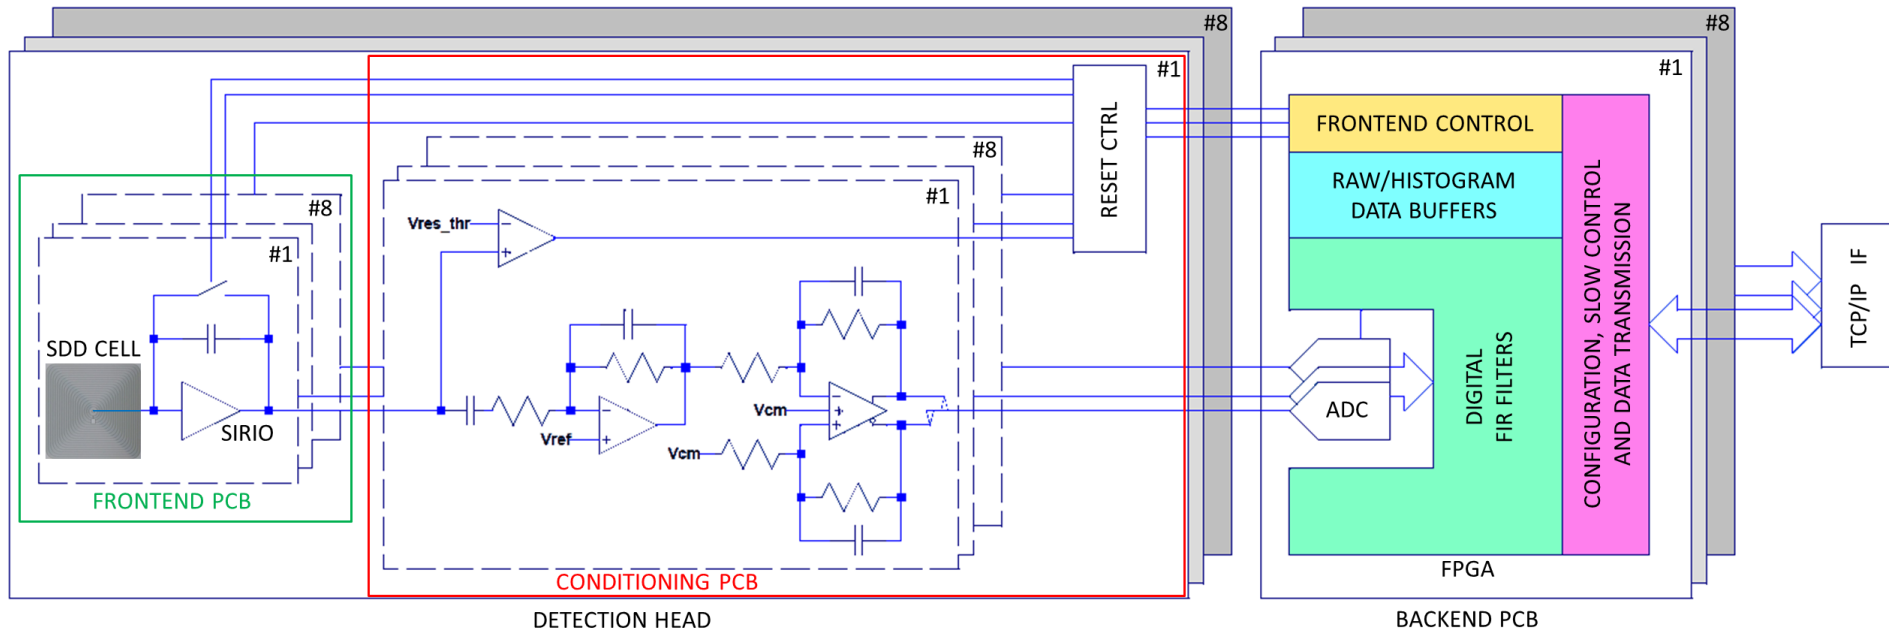 #8
#8
#1
#1
RESET CTRL
FRONTEND CONTROL
RAW/HISTOGRAM
DATA BUFFERS
CONFIGURATION, SLOW CONTROL
AND DATA TRANSMISSION
#8
#1
#8
#1
Vres_thr
−
+
TCP/IP IF
SDD CELL
SIRIO
−
Vref
+
Vcm
−
+
+
Vcm
ADC
DIGITAL
FIR FILTERS
FRONTEND PCB
CONDITIONING PCB
FPGA
DETECTION HEAD
BACKEND PCB